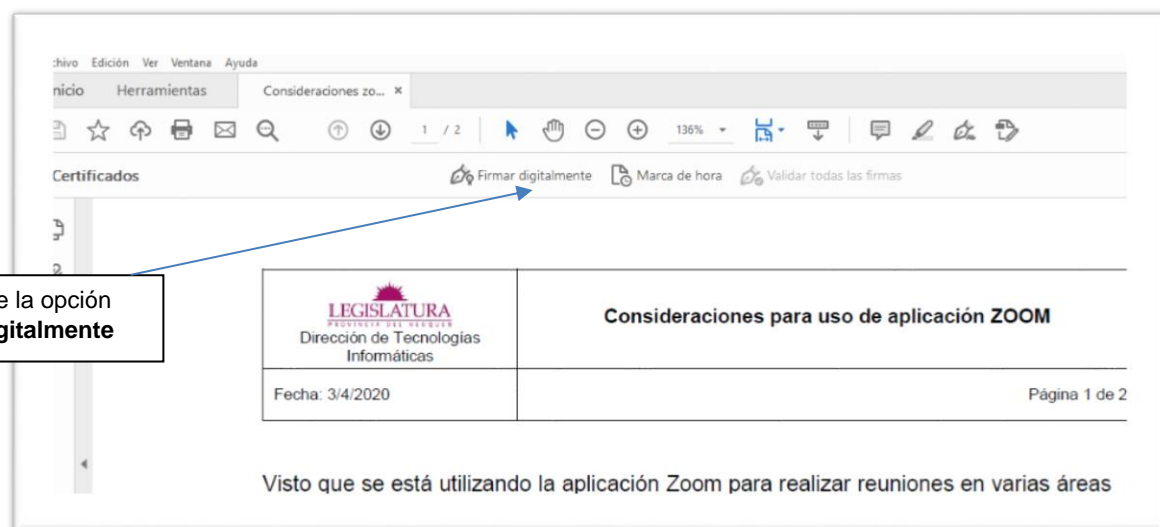 chivo Edición Ver Ventana Ayuda
nicio Herramientas Consideraciones zo... ×
1 / 2 136%
Certificados Firmar digitalmente Marca de hora Validar todas las firmas
e la opción
gitalmente
LEGISLATURA
PROVINCIA DEL NEUQUÉN
Dirección de Tecnologías
Informáticas
Consideraciones para uso de aplicación ZOOM
Fecha: 3/4/2020 Página 1 de 2
Visto que se está utilizando la aplicación Zoom para realizar reuniones en varias áreas